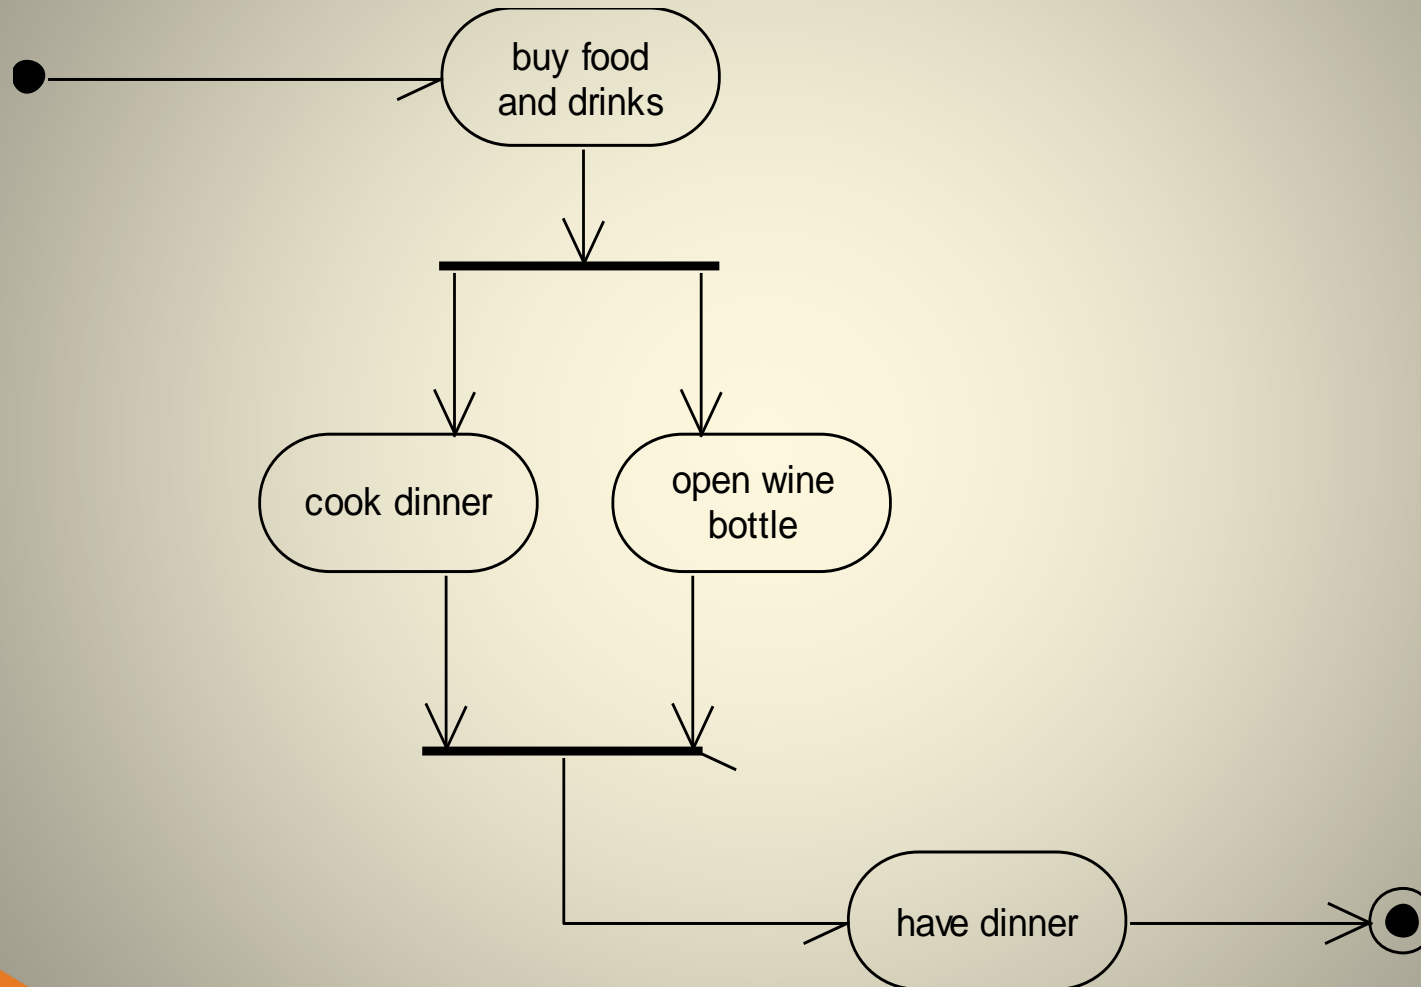 buy food
and drinks
cook dinner
open wine
bottle
have dinner